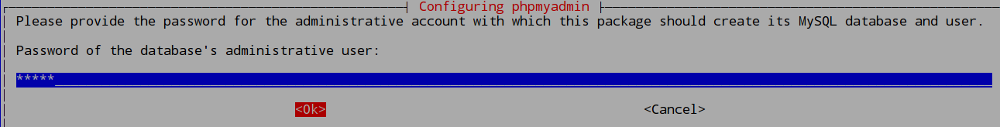 Configuring phpmyadmin
Please provide the password for the administrative account with which this package should create its MySQL database and user.
Password of the database's administrative user:
*****
<Ok> <Cancel>